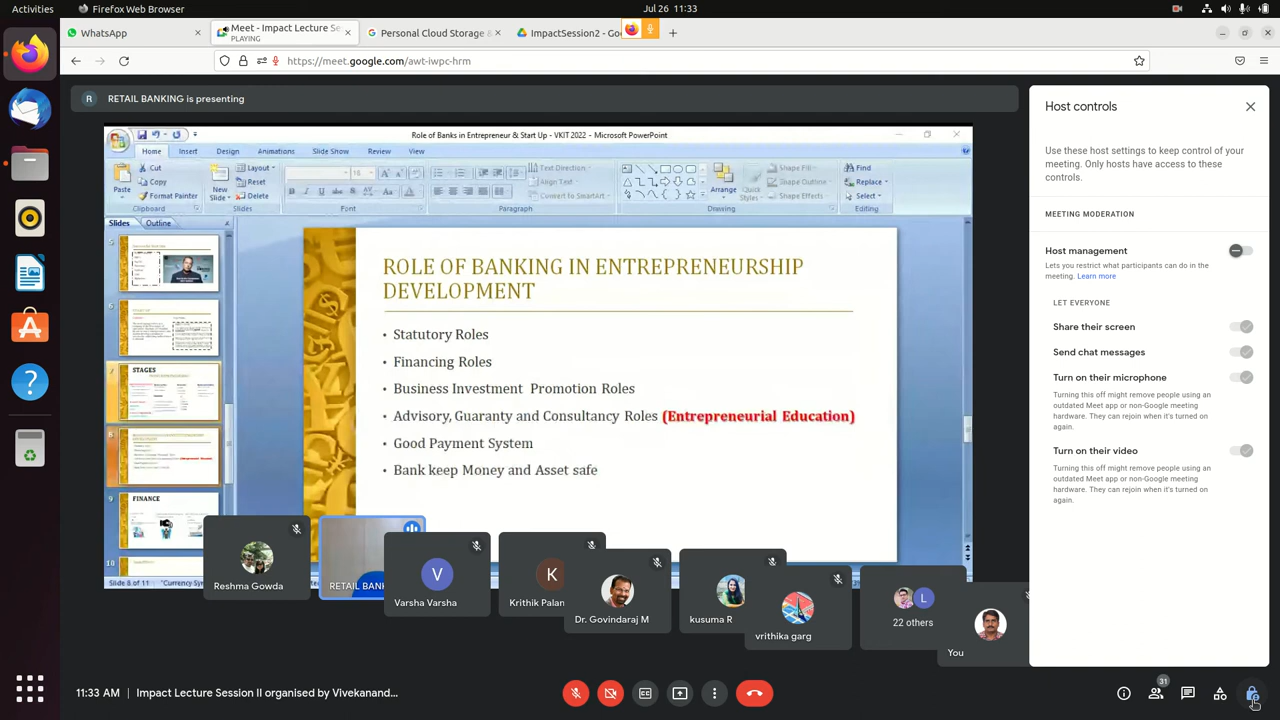 Activities
Firefox Web Browser
Jul 26 11:33
WhatsApp
Meet - Impact Lecture Se
PLAYING
Personal Cloud Storage &
ImpactSession2 - Goo
https://meet.google.com/awt-iwpc-hrm
R
RETAIL BANKING is presenting
Role of Banks in Entrepreneur & Start Up - VKIT 2022 - Microsoft PowerPoint
Home Insert Design Animations Slide Show Review View
Paste
Cut
Copy
Format Painter
Clipboard
New Slide
Layout
Reset
Delete
Slides
Font
Text Direction
Align Text
Convert to SmartArt
Paragraph
Arrange
Quick Styles
Shape Fill
Shape Outline
Shape Effects
Drawing
Find
Replace
Select
Editing
Slides Outline
6
7
STAGES
8
9
FINANCE
10
ROLE OF BANKING IN ENTREPRENEURSHIP
DEVELOPMENT
• Statutory Roles
• Financing Roles
• Business Investment Promotion Roles
• Advisory, Guaranty and Consultancy Roles (Entrepreneurial Education)
• Good Payment System
• Bank keep Money and Asset safe
Slide 8 of 11
Reshma Gowda
RETAIL BANK
V
Varsha Varsha
K
Krithik Palan
Dr. Govindaraj M
kusuma R
vrithika garg
L
22 others
You
Host controls
Use these host settings to keep control of your
meeting. Only hosts have access to these
controls.
MEETING MODERATION
Host management
Lets you restrict what participants can do in the
meeting. Learn more
LET EVERYONE
Share their screen
Send chat messages
Turn on their microphone
Turning this off might remove people using an
outdated Meet app or non-Google meeting
hardware. They can rejoin when it's turned on
again.
Turn on their video
Turning this off might remove people using an
outdated Meet app or non-Google meeting
hardware. They can rejoin when it's turned on
again.
11:33 AM
Impact Lecture Session II organised by Vivekanand...
31